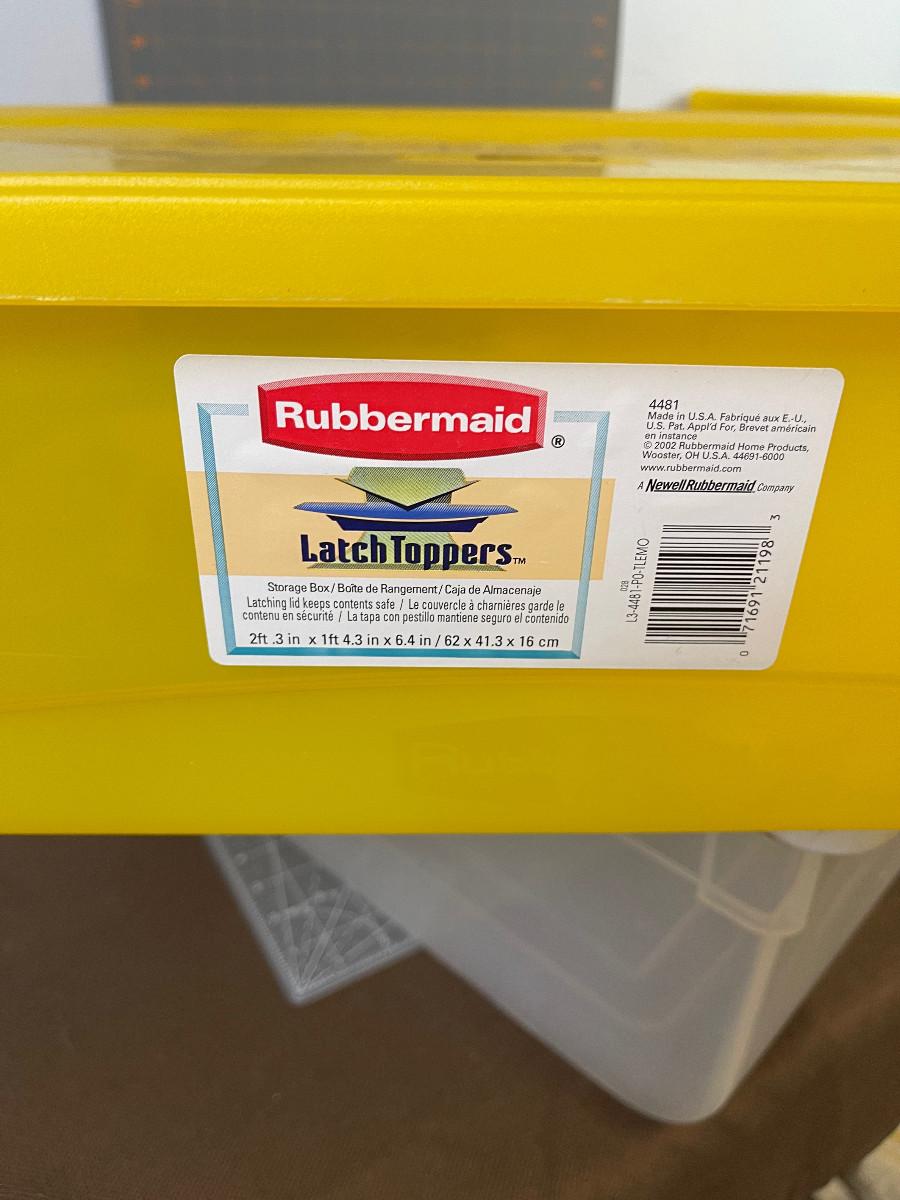 Rubbermaid®
LatchToppers™
Storage Box / Boîte de Rangement / Caja de Almacenaje
Latching lid keeps contents safe / Le couvercle à charnières garde le
contenu en sécurité / La tapa con pestillo mantiene seguro el contenido
2ft .3 in x 1ft 4.3 in x 6.4 in / 62 x 41.3 x 16 cm
4481
Made in U.S.A. Fabriqué aux E.-U.,
U.S. Pat. Appl'd For, Brevet américain
en instance
© 2002 Rubbermaid Home Products,
Wooster, OH U.S.A. 44691-6000
www.rubbermaid.com
A NewellRubbermaid Company
028
L3-4481-P0-TLEMO
0 71691 21198 3